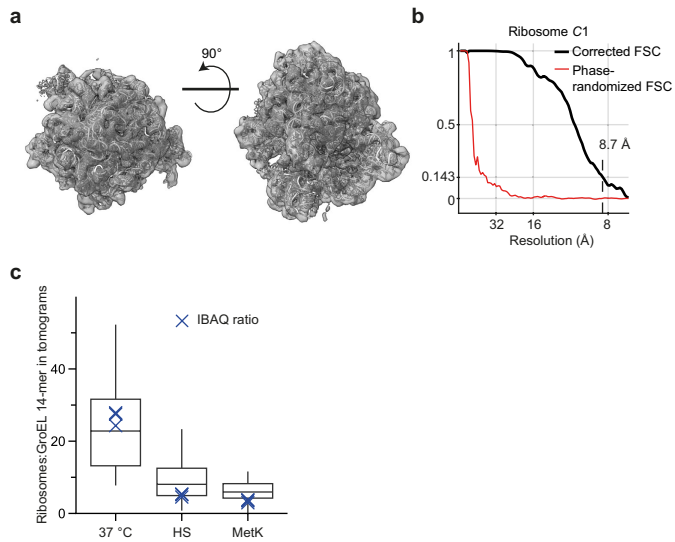 a
90°
b
Ribosome C1
1
Corrected FSC
Phase-
randomized FSC
0.5
8.7 Å
0.143
0
32
16
8
Resolution (Å)
c
Ribosomes:GroEL 14-mer in tomograms
IBAQ ratio
40
20
0
37 °C
HS
MetK